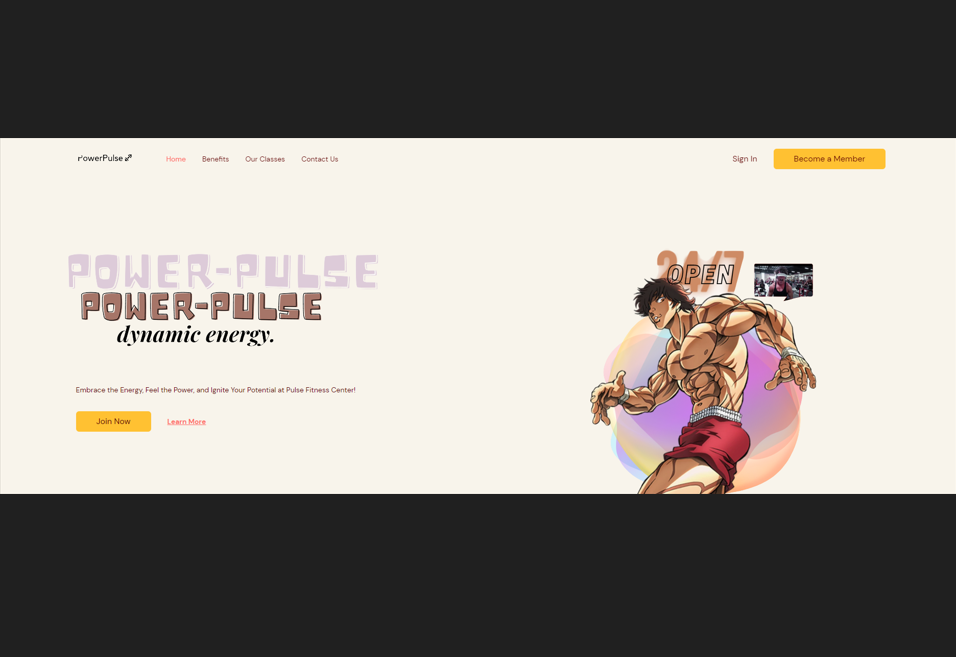 PowerPulse
Home
Benefits
Our Classes
Contact Us
Sign In
Become a Member
POWER-PULSE
POWER-PULSE
dynamic energy.
Embrace the Energy, Feel the Power, and Ignite Your Potential at Pulse Fitness Center!
Join Now
Learn More
24/7
OPEN